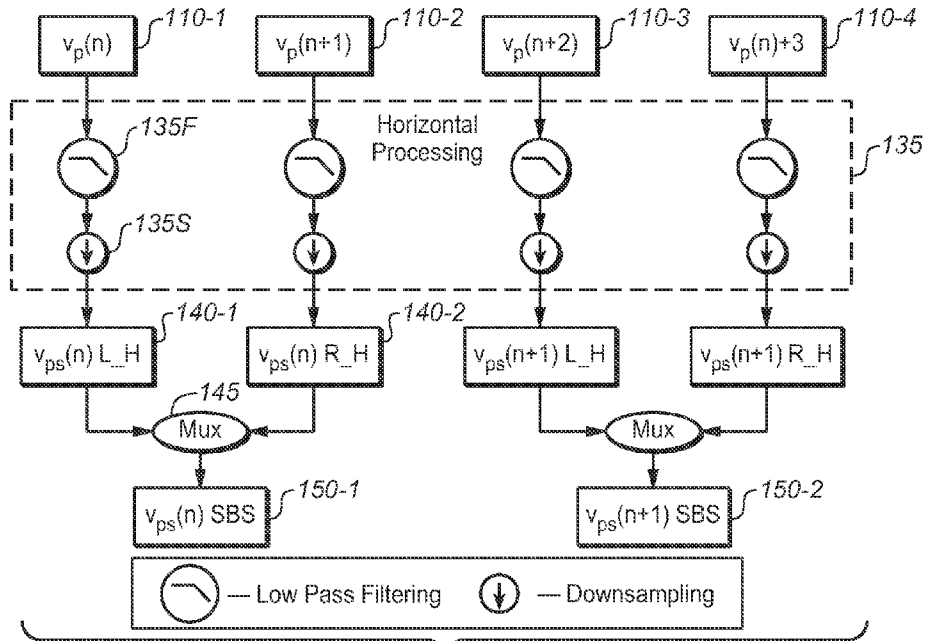 110-1 110-2 110-3 110-4
v_p(n) v_p(n+1) v_p(n+2) v_p(n)+3
135F Horizontal Processing 135
135S
140-1 140-2
v_ps(n) L_H v_ps(n) R_H v_ps(n+1) L_H v_ps(n+1) R_H
145
Mux Mux
150-1 150-2
v_ps(n) SBS v_ps(n+1) SBS
— Low Pass Filtering — Downsampling